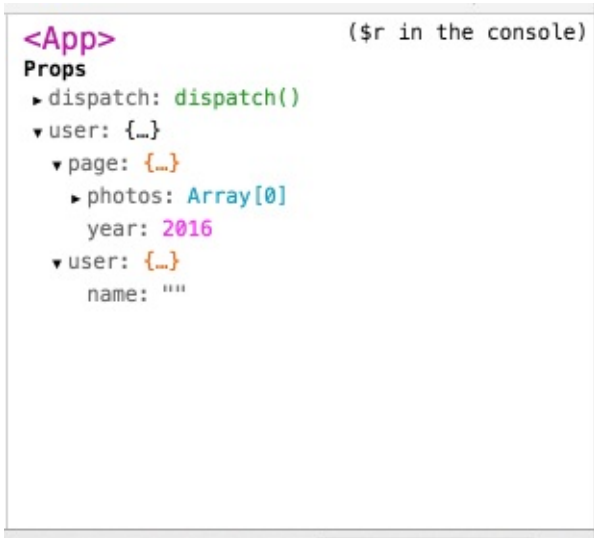 <App> ($r in the console)
Props
▸ dispatch: dispatch()
▾ user: {…}
▾ page: {…}
▸ photos: Array[0]
year: 2016
▾ user: {…}
name: ""